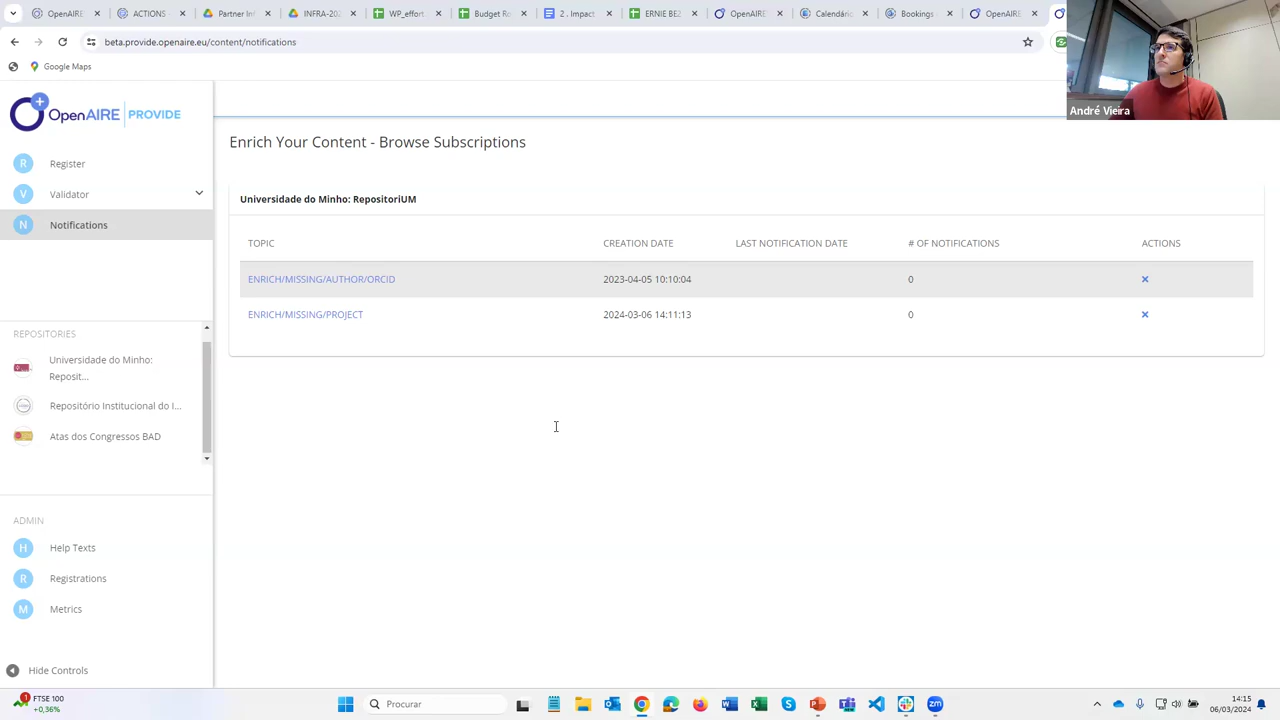 OpenAIRE
ACTIONS
Partner Inf
INFRA-202
WP_effort
Budget Ro
2 . Impact
ERNIE BE2
OpenAIRE
Calendário
Bookings
OpenAIRE
beta.provide.openaire.eu/content/notifications
Google Maps
André Vieira
OpenAIRE | PROVIDE
R Register
V Validator
N Notifications
REPOSITORIES
Universidade do Minho:
Reposit...
Repositório Institucional do I...
Atas dos Congressos BAD
ADMIN
H Help Texts
R Registrations
M Metrics
Hide Controls
Enrich Your Content - Browse Subscriptions
Universidade do Minho: RepositoriUM
TOPIC CREATION DATE LAST NOTIFICATION DATE # OF NOTIFICATIONS ACTIONS
ENRICH/MISSING/AUTHOR/ORCID 2023-04-05 10:10:04 0
ENRICH/MISSING/PROJECT 2024-03-06 14:11:13 0
1 FTSE 100
+0,36%
Procurar
14:15
06/03/2024